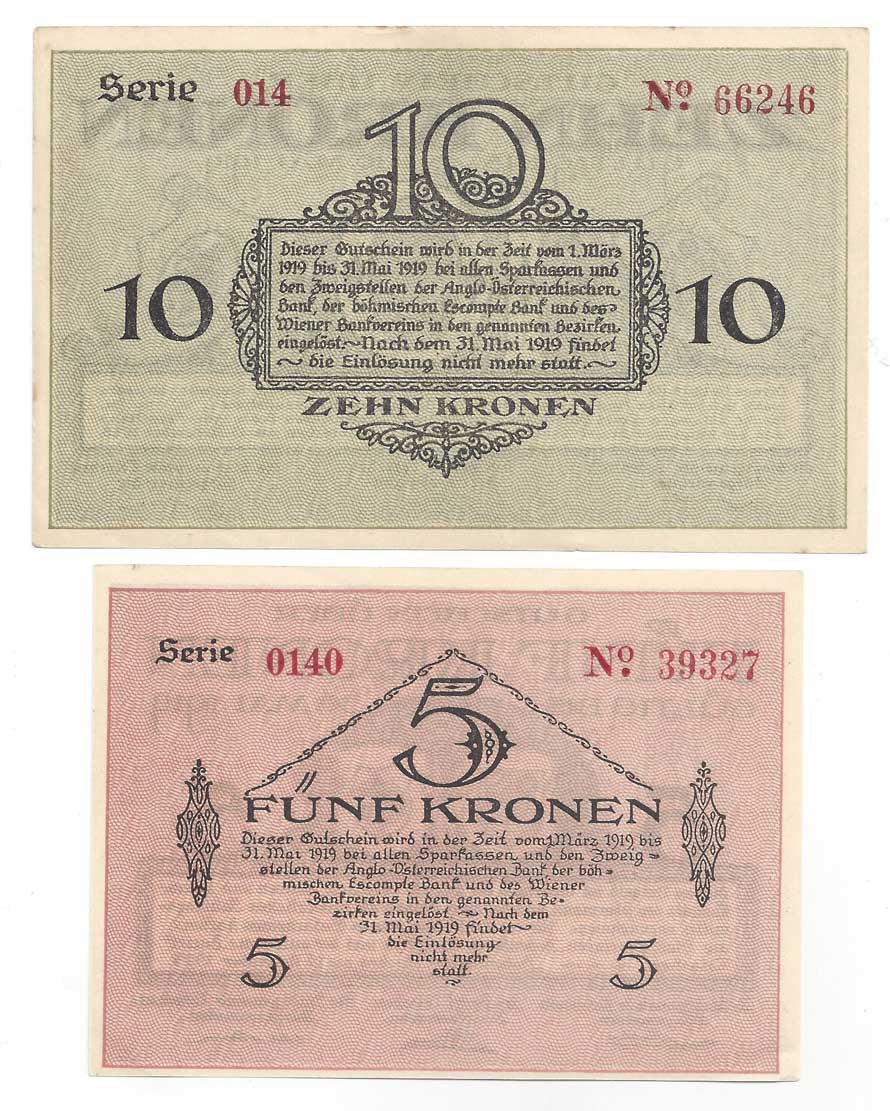 Serie 014
No. 66246
10
Dieser Gutschein wird in der Zeit vom 1. März
1919 bis 31. Mai 1919 bei allen Sparkassen und
den Zweigstellen der Anglo-Österreichischen
Bank, der böhmischen Escompte Bank und des
Wiener Bankvereins in den genannten Bezirken
eingelöst. Nach dem 31. Mai 1919 findet
die Einlösung nicht mehr statt.
10
10
ZEHN KRONEN
Serie 0140
No. 39327
5
FÜNF KRONEN
Dieser Gutschein wird in der Zeit vom 1. März 1919 bis
31. Mai 1919 bei allen Sparkassen und den Zweig=
stellen der Anglo-Österreichischen Bank der böh=
mischen Escompte Bank und des Wiener
Bankvereins in den genannten Be-
zirken eingelöst. Nach dem
31. Mai 1919 findet
die Einlösung
nicht mehr
statt.
5
5